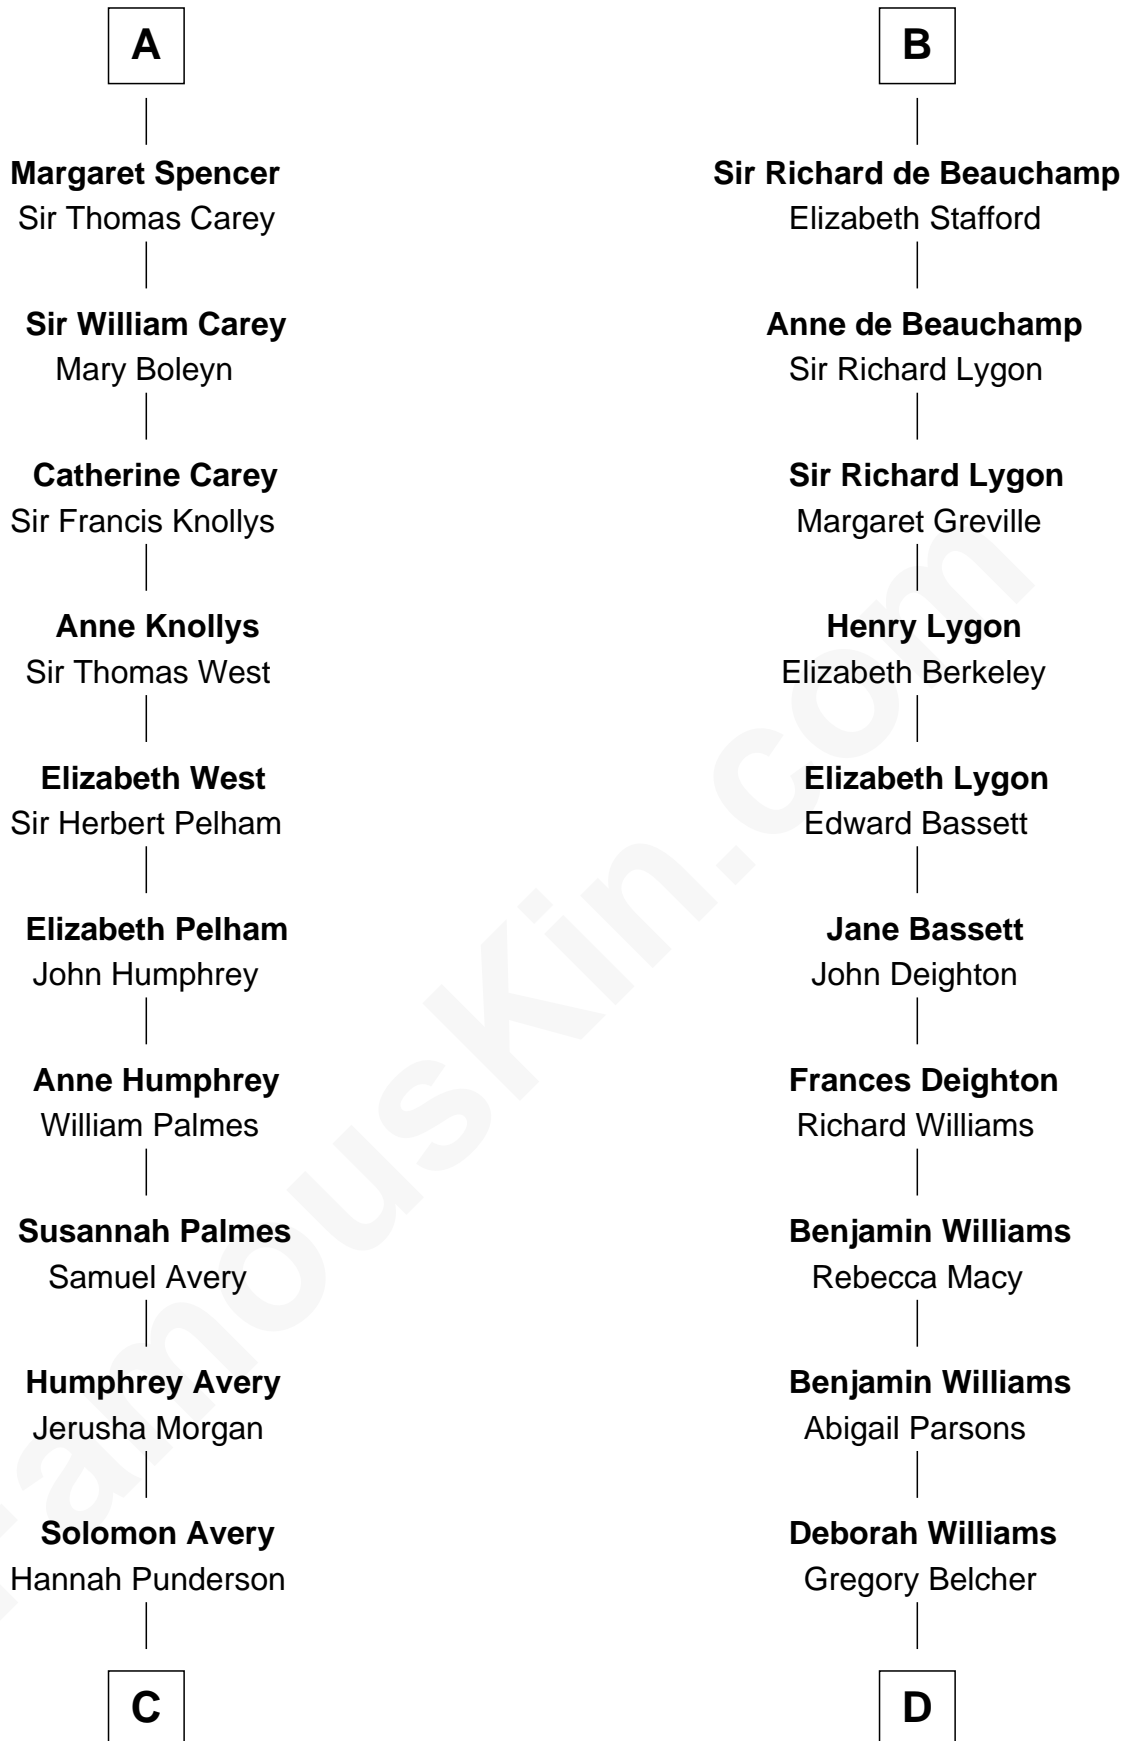 A
Margaret Spencer
Sir Thomas Carey
Sir William Carey
Mary Boleyn
Catherine Carey
Sir Francis Knollys
Anne Knollys
Sir Thomas West
Elizabeth West
Sir Herbert Pelham
Elizabeth Pelham
John Humphrey
Anne Humphrey
William Palmes
Susannah Palmes
Samuel Avery
Humphrey Avery
Jerusha Morgan
Solomon Avery
Hannah Punderson
C
B
Sir Richard de Beauchamp
Elizabeth Stafford
Anne de Beauchamp
Sir Richard Lygon
Sir Richard Lygon
Margaret Greville
Henry Lygon
Elizabeth Berkeley
Elizabeth Lygon
Edward Bassett
Jane Bassett
John Deighton
Frances Deighton
Richard Williams
Benjamin Williams
Rebecca Macy
Benjamin Williams
Abigail Parsons
Deborah Williams
Gregory Belcher
D
FamousKin.com